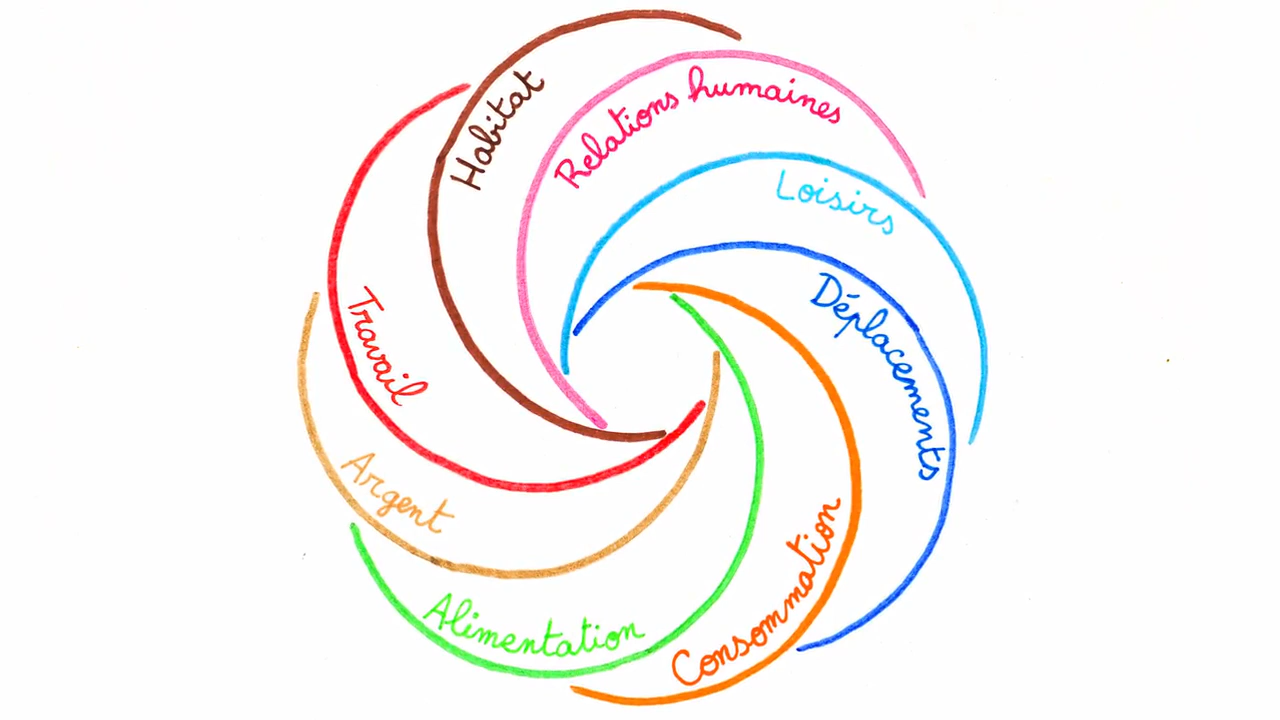 Habitat
Relations humaines
Loisirs
Déplacements
Consommation
Alimentation
Argent
Travail